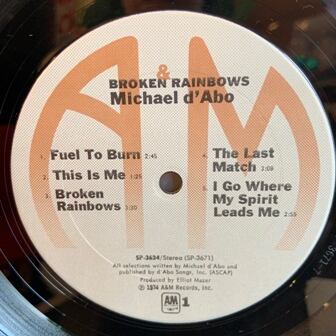 &
BROKEN RAINBOWS
Michael d'Abo
1. Fuel To Burn 2:45
2. This Is Me 1:25
3. Broken
Rainbows 3:30
4. The Last
Match 3:09
5. I Go Where
My Spirit
Leads Me 2:55
SP-3634/Stereo (SP-3671)
All selections written by Michael d'Abo and
published by d'Abo Songs, Inc. (ASCAP)
Produced by Elliot Mazer
℗ 1974 A&M Records, Inc.
A&M 1